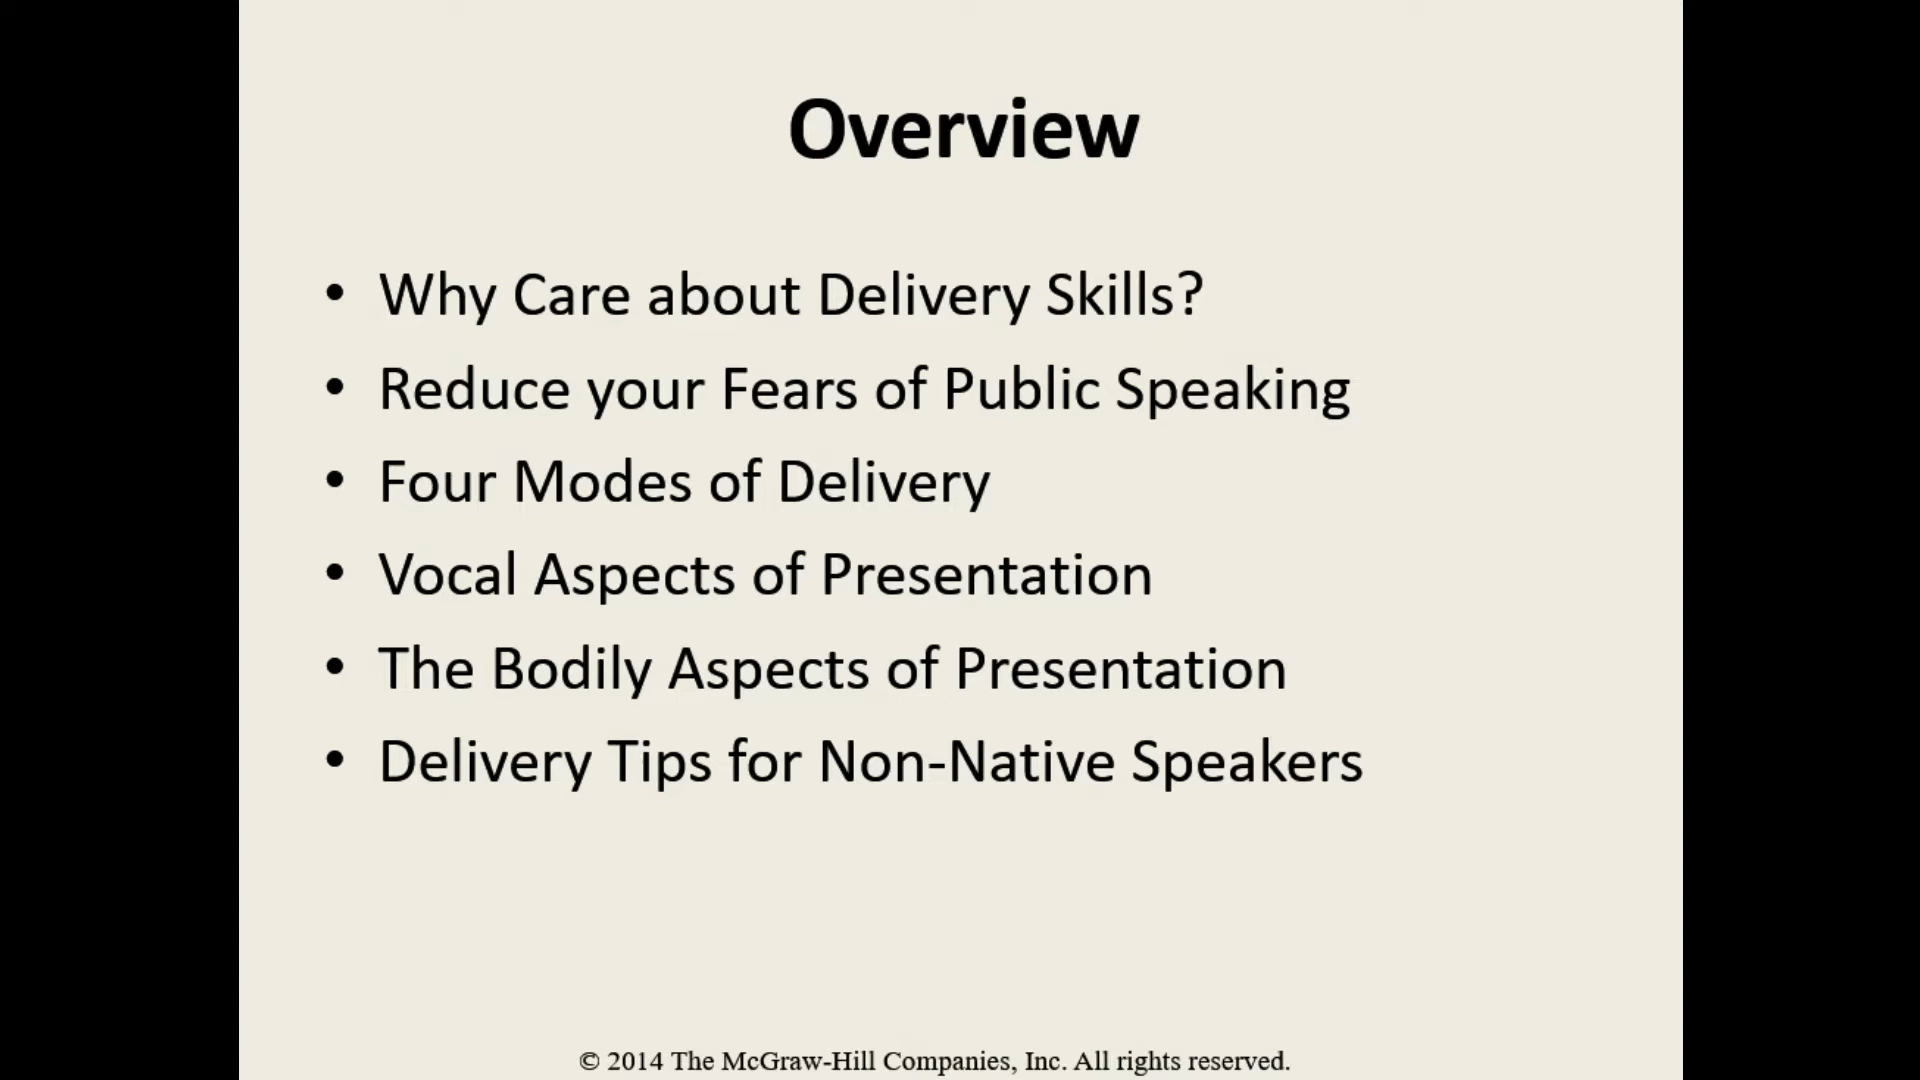 Overview
• Why Care about Delivery Skills?
• Reduce your Fears of Public Speaking
• Four Modes of Delivery
• Vocal Aspects of Presentation
• The Bodily Aspects of Presentation
• Delivery Tips for Non-Native Speakers
© 2014 The McGraw-Hill Companies, Inc. All rights reserved.